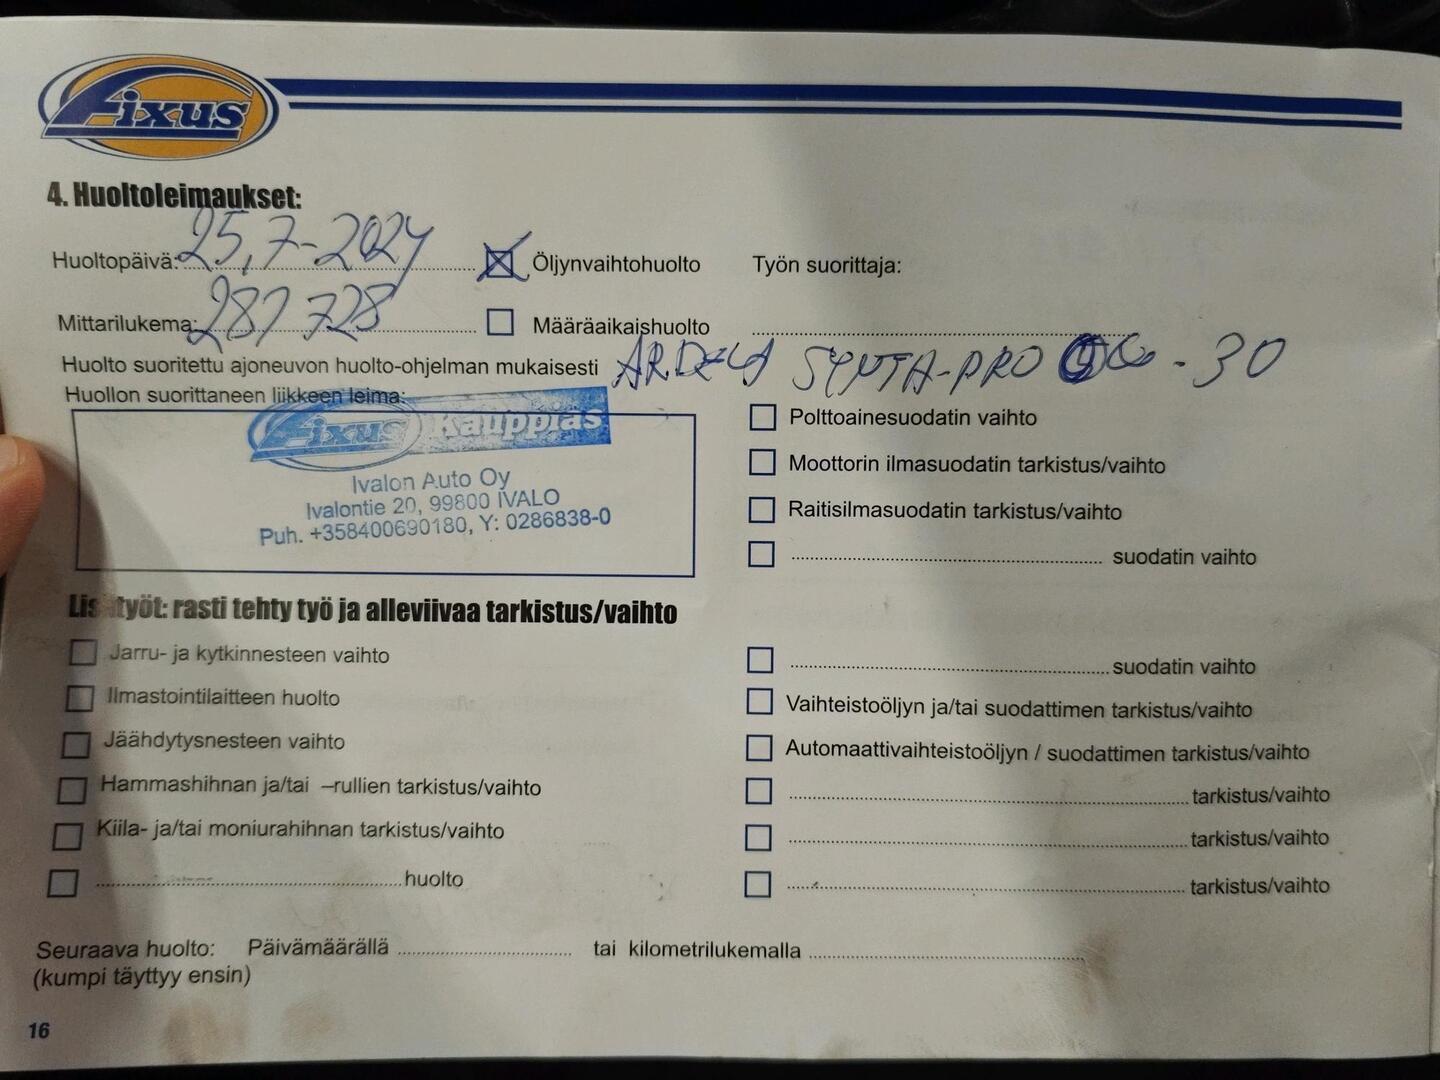 Fixus
4. Huoltoleimaukset:
Huoltopäivä: 25.7-2024 Öljynvaihtohuolto Työn suorittaja:
Mittarilukema: 287728 Määräaikaishuolto
Huolto suoritettu ajoneuvon huolto-ohjelman mukaisesti SYNTA-PRO -30
Huollon suorittaneen liikkeen leima:
Fixus Kauppias
Ivalon Auto Oy
Ivalontie 20, 99800 IVALO
Puh. +358400690180, Y: 0286838-0
Polttoainesuodatin vaihto
Moottorin ilmasuodatin tarkistus/vaihto
Raitisilmasuodatin tarkistus/vaihto
suodatin vaihto
Lisätyöt: rasti tehty työ ja alleviivaa tarkistus/vaihto
Jarru- ja kytkinnesteen vaihto
Ilmastointilaitteen huolto
Jäähdytysnesteen vaihto
Hammashihnan ja/tai –rullien tarkistus/vaihto
Kiila- ja/tai moniurahihnan tarkistus/vaihto
huolto
suodatin vaihto
Vaihteistoöljyn ja/tai suodattimen tarkistus/vaihto
Automaattivaihteistoöljyn / suodattimen tarkistus/vaihto
tarkistus/vaihto
tarkistus/vaihto
tarkistus/vaihto
Seuraava huolto: Päivämäärällä tai kilometrilukemalla
(kumpi täyttyy ensin)
16